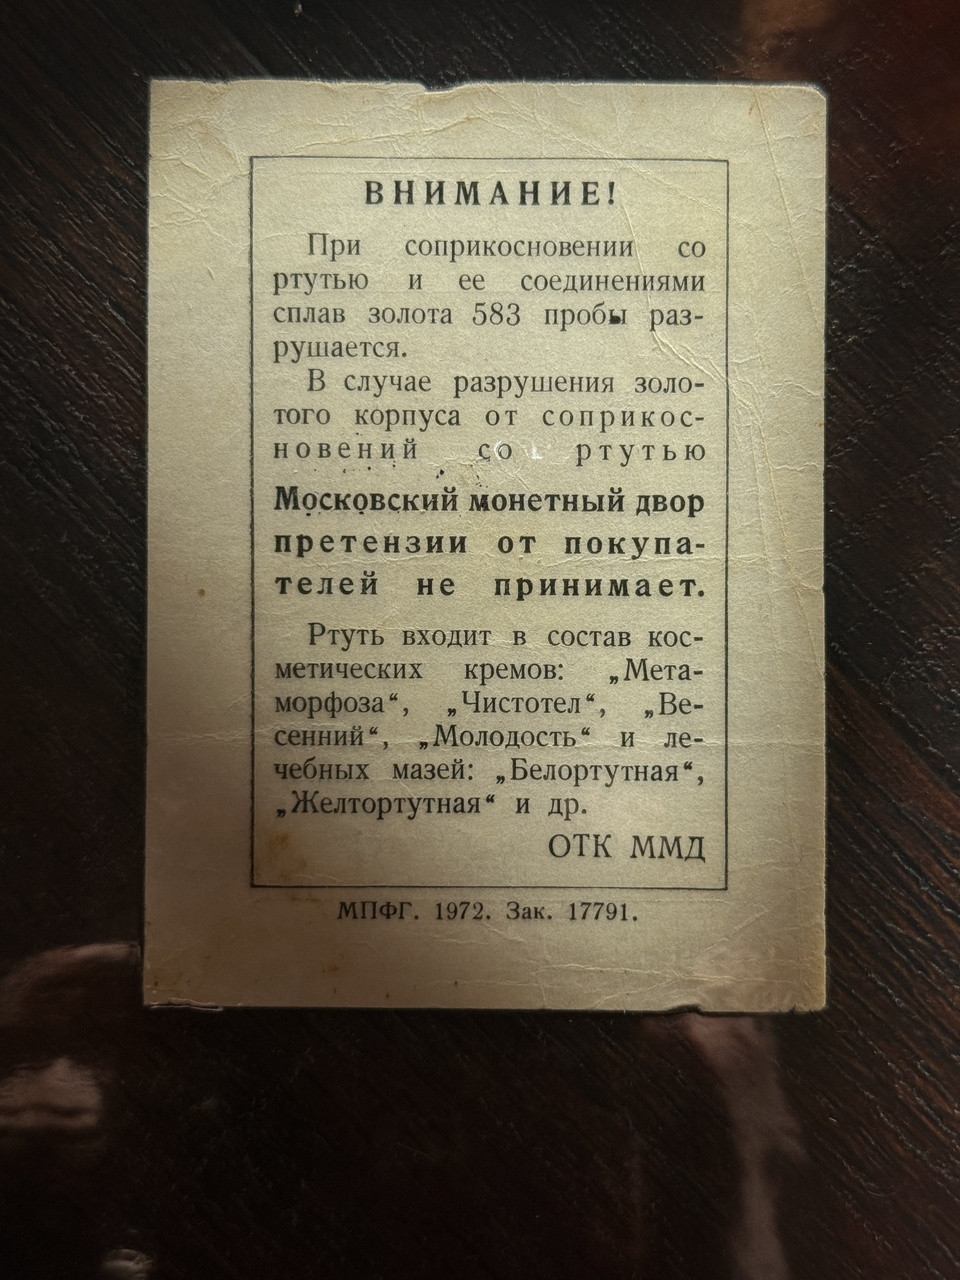 ВНИМАНИЕ!
При соприкосновении со
ртутью и ее соединениями
сплав золота 583 пробы раз-
рушается.
В случае разрушения золо-
того корпуса от соприкос-
новений со ртутью
Московский монетный двор
претензии от покупа-
телей не принимает.
Ртуть входит в состав кос-
метических кремов: „Мета-
морфоза“, „Чистотел“, „Ве-
сенний“, „Молодость“ и ле-
чебных мазей: „Белортутная“,
„Желтортутная“ и др.
ОТК ММД
МПФГ. 1972. Зак. 17791.